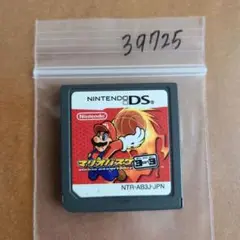 39725
NINTENDO DS
Nintendo
マリオバスケ 3on3
NTR-AB3J-JPN